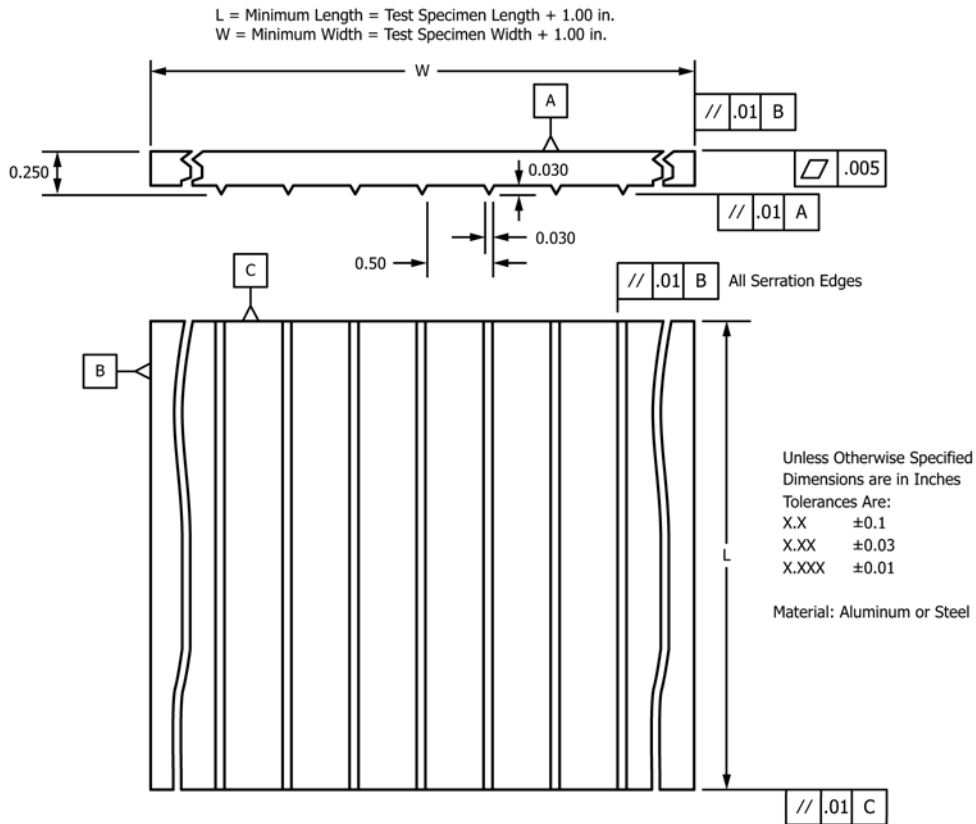 L = Minimum Length = Test Specimen Length + 1.00 in.
W = Minimum Width = Test Specimen Width + 1.00 in.
W
A
// .01 B
0.250
0.030
.005
// .01 A
0.030
0.50
C
// .01 B All Serration Edges
B
Unless Otherwise Specified
Dimensions are in Inches
Tolerances Are:
X.X ±0.1
X.XX ±0.03
X.XXX ±0.01
L
Material: Aluminum or Steel
// .01 C